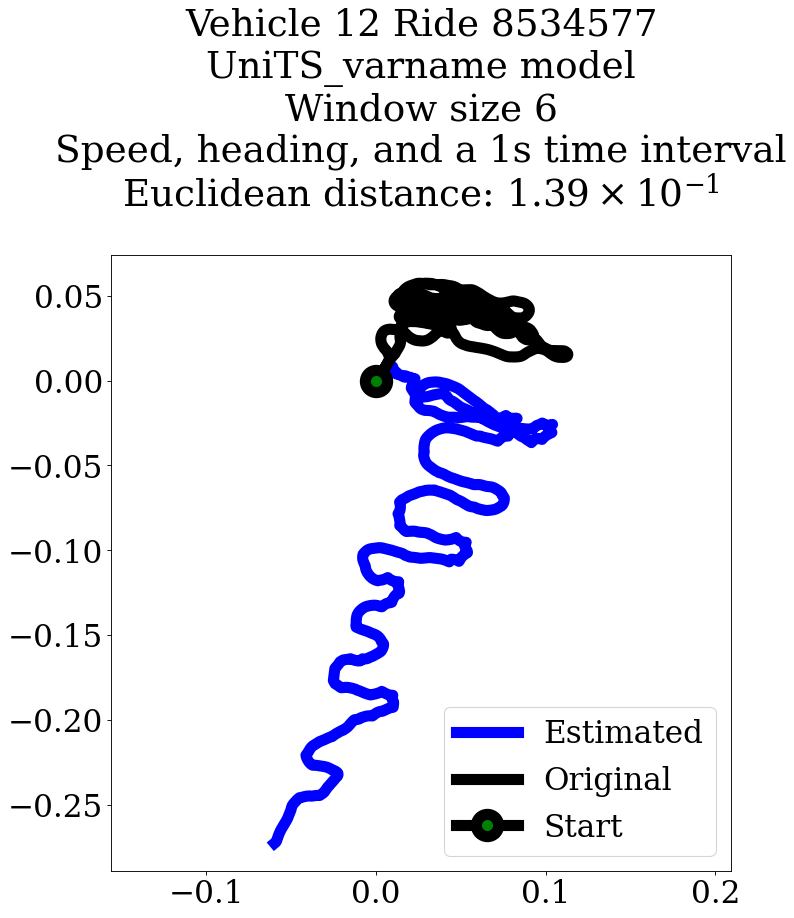 Vehicle 12 Ride 8534577
UniTS_varname model
Window size 6
Speed, heading, and a 1s time interval
Euclidean distance: 1.39 × 10⁻¹
0.05
0.00
−0.05
−0.10
−0.15
−0.20
−0.25
Estimated
Original
Start
−0.1 0.0 0.1 0.2